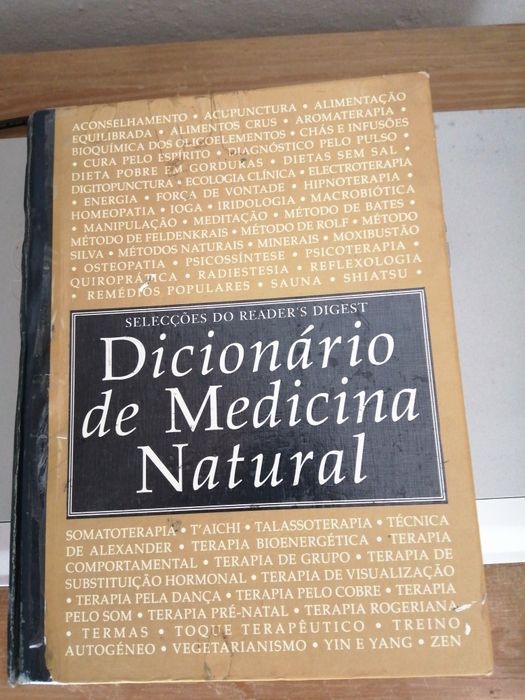 ACONSELHAMENTO • ACUPUNCTURA • ALIMENTAÇÃO
EQUILIBRADA • ALIMENTOS CRUS • AROMATERAPIA •
BIOQUÍMICA DOS OLIGOELEMENTOS • CHÁS E INFUSÕES
• CURA PELO ESPÍRITO • DIAGNÓSTICO PELO PULSO •
DIETA POBRE EM GORDURAS • DIETAS SEM SAL •
DIGITOPUNCTURA • ECOLOGIA CLÍNICA • ELECTROTERAPIA
• ENERGIA • FORÇA DE VONTADE • HIPNOTERAPIA •
HOMEOPATIA • IOGA • IRIDOLOGIA • MACROBIÓTICA
• MANIPULAÇÃO • MEDITAÇÃO • MÉTODO DE BATES •
MÉTODO DE FELDENKRAIS • MÉTODO DE ROLF • MÉTODO
SILVA • MÉTODOS NATURAIS • MINERAIS • MOXIBUSTÃO
• OSTEOPATIA • PSICOSSÍNTESE • PSICOTERAPIA •
QUIROPRÁTICA • RADIESTESIA • REFLEXOLOGIA
• REMÉDIOS POPULARES • SAUNA • SHIATSU •
SELECÇÕES DO READER'S DIGEST
Dicionário
de Medicina
Natural
SOMATOTERAPIA • T'AICHI • TALASSOTERAPIA • TÉCNICA
DE ALEXANDER • TERAPIA BIOENERGÉTICA • TERAPIA
COMPORTAMENTAL • TERAPIA DE GRUPO • TERAPIA DE
SUBSTITUIÇÃO HORMONAL • TERAPIA DE VISUALIZAÇÃO
• TERAPIA PELA DANÇA • TERAPIA PELO COBRE • TERAPIA
PELO SOM • TERAPIA PRÉ-NATAL • TERAPIA ROGERIANA
• TERMAS • TOQUE TERAPÊUTICO • TREINO
AUTOGÉNEO • VEGETARIANISMO • YIN E YANG • ZEN